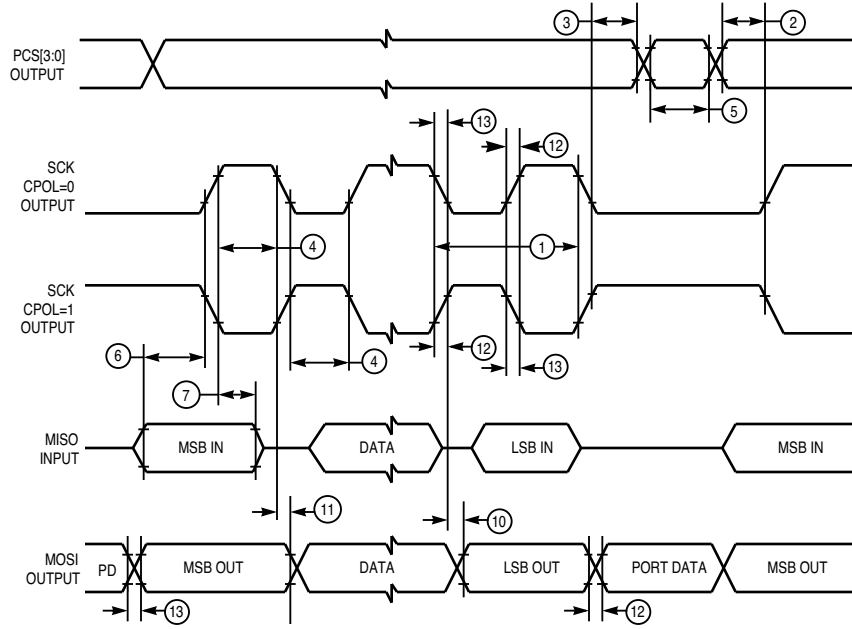 3
2
PCS[3:0]
OUTPUT
5
13
12
SCK
CPOL=0
OUTPUT
4
1
SCK
CPOL=1
OUTPUT
6
4
12
13
7
MISO
INPUT
MSB IN
DATA
LSB IN
MSB IN
11
10
MOSI
OUTPUT
PD
MSB OUT
DATA
LSB OUT
PORT DATA
MSB OUT
13
12